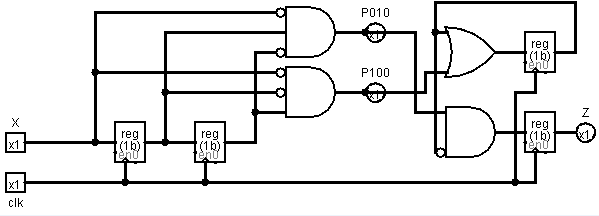 P010
x1
reg
(1b)
en0
P100
x1
X
x1
reg
(1b)
en0
reg
(1b)
en0
reg
(1b)
en0
Z
x1
x1
clk